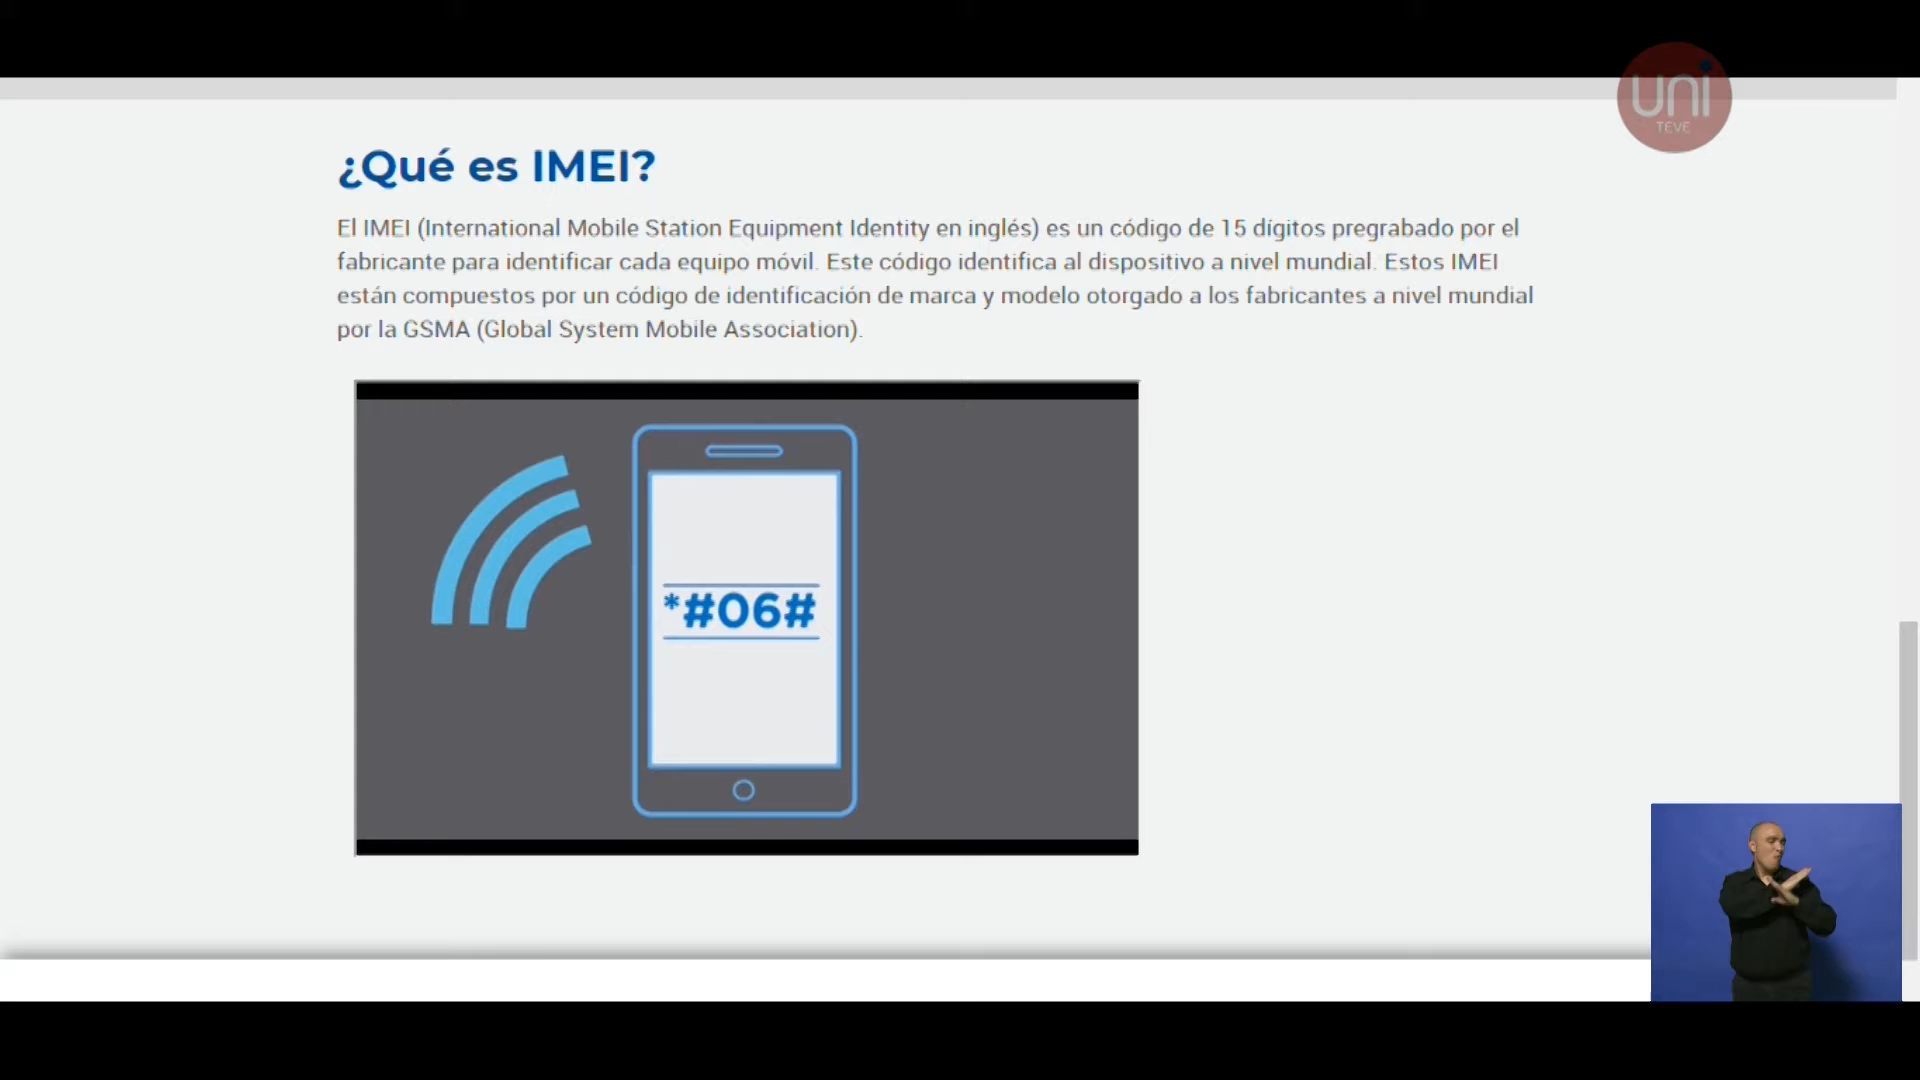 uni
TEVE
¿Qué es IMEI?
El IMEI (International Mobile Station Equipment Identity en inglés) es un código de 15 dígitos pregrabado por el
fabricante para identificar cada equipo móvil. Este código identifica al dispositivo a nivel mundial. Estos IMEI
están compuestos por un código de identificación de marca y modelo otorgado a los fabricantes a nivel mundial
por la GSMA (Global System Mobile Association).
*#06#